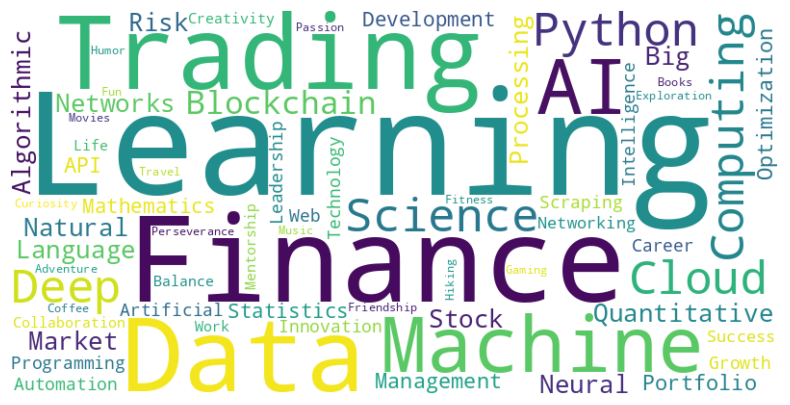 Trading
Risk
Creativity
Passion
Development
Python
Big
Computing
Algorithmic
Humor
Fun
Networks
Blockchain
Processing
AI
Intelligence
Books
Exploration
Optimization
Movies
Learning
Life
API
Travel
Leadership
Technology
Curiosity
Mathematics
Fitness
Scraping
Natural
Perseverance
Finance
Mentorship
Web
Music
Science
Networking
Language
Career
Adventure
Deep
Balance
Hiking
Gaming
Cloud
Coffee
Artificial
Statistics
Friendship
Stock
Quantitative
Collaboration
Work
Innovation
Market
Data
Machine
Success
Programming
Growth
Automation
Management
Neural
Portfolio